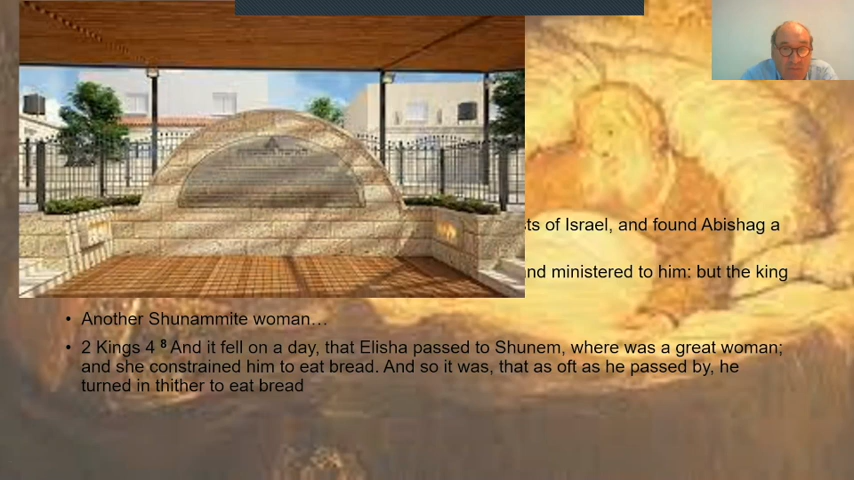 ts of Israel, and found Abishag a
nd ministered to him: but the king
• Another Shunammite woman…
• 2 Kings 4 ⁸ And it fell on a day, that Elisha passed to Shunem, where was a great woman;
and she constrained him to eat bread. And so it was, that as oft as he passed by, he
turned in thither to eat bread